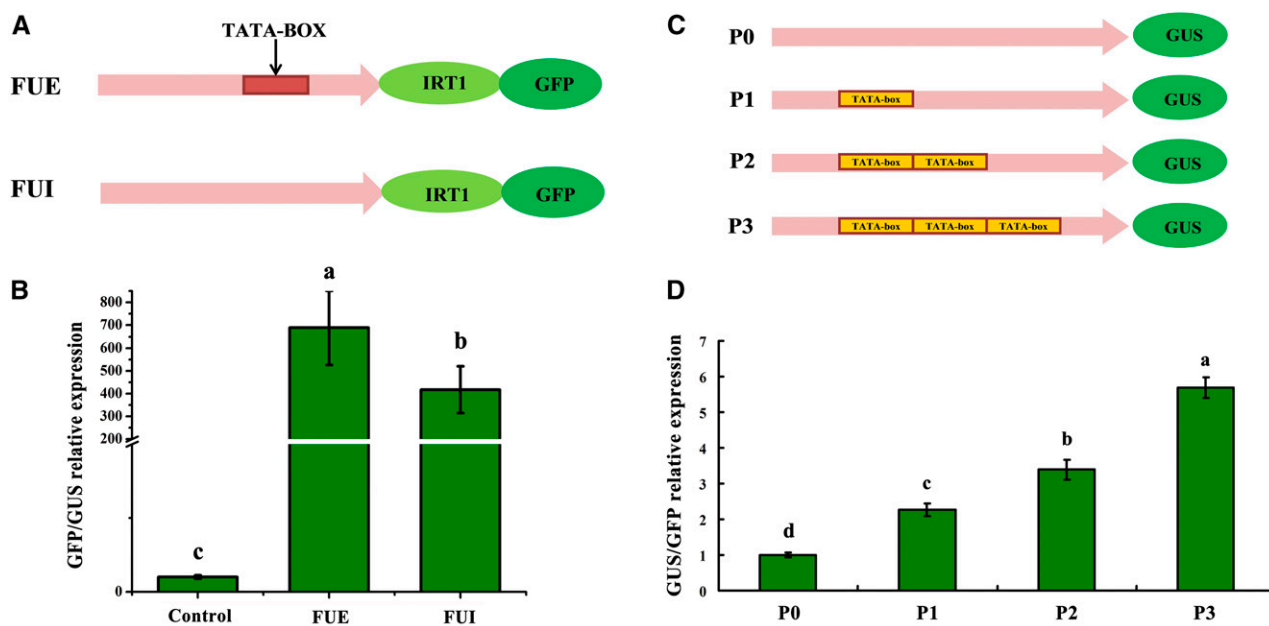 A
TATA-BOX
FUE
IRT1
GFP
FUI
IRT1
GFP
B
GFP/GUS relative expression
800
700
600
500
400
300
200
0
a
b
c
Control
FUE
FUI
C
P0
GUS
P1
TATA-box
GUS
P2
TATA-box TATA-box
GUS
P3
TATA-box TATA-box TATA-box
GUS
D
GUS/GFP relative expression
7
6
5
4
3
2
1
0
d
c
b
a
P0
P1
P2
P3